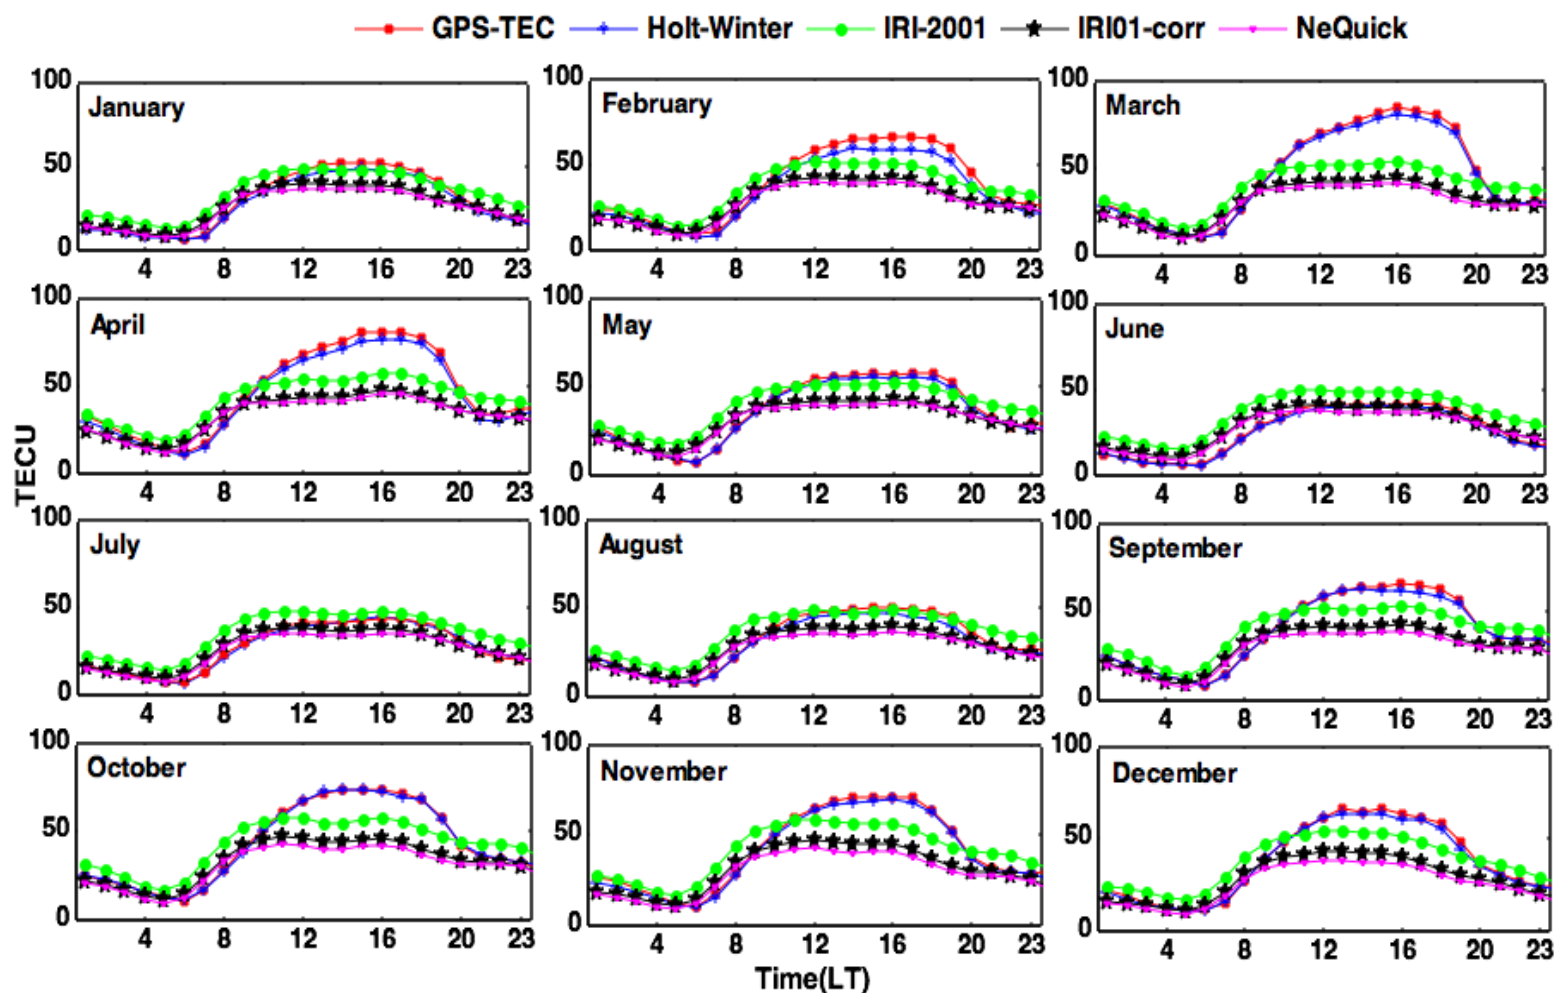 GPS-TEC Holt-Winter IRI-2001 IRI01-corr NeQuick
100 100 100
January February March
50 50 50
0 0 0
4 8 12 16 20 23 4 8 12 16 20 23 4 8 12 16 20 23
100 100 100
April May June
50 50 50
0 0 0
4 8 12 16 20 23 4 8 12 16 20 23 4 8 12 16 20 23
TECU
100 100 100
July August September
50 50 50
0 0 0
4 8 12 16 20 23 4 8 12 16 20 23 4 8 12 16 20 23
100 100 100
October November December
50 50 50
0 0 0
4 8 12 16 20 23 4 8 12 16 20 23 4 8 12 16 20 23
Time(LT)